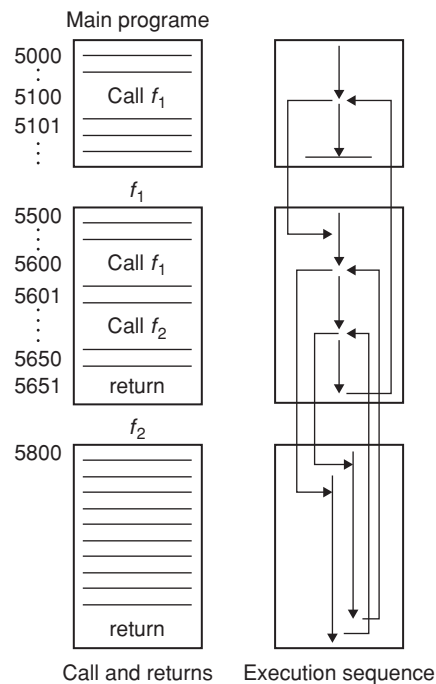 Main programe
5000
⋮
5100 Call f₁
5101
⋮
f₁
5500
⋮
5600 Call f₁
5601
⋮
Call f₂
5650
5651 return
f₂
5800
return
Call and returns Execution sequence